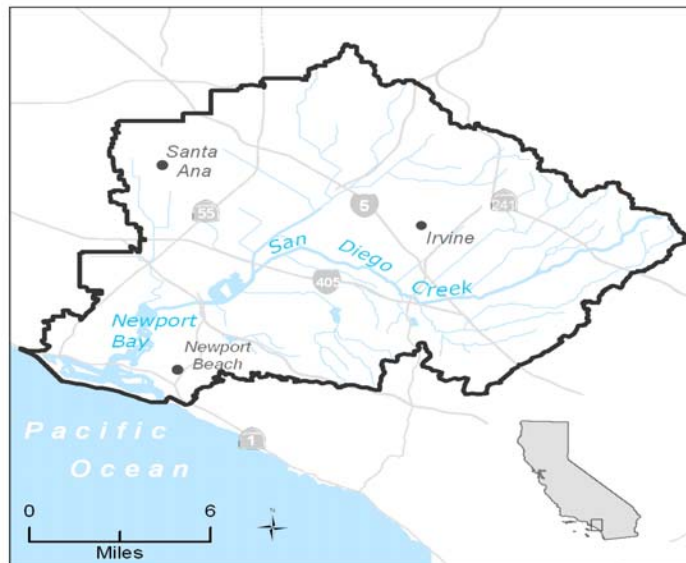 Santa
Ana
55
5
241
Irvine
San Diego Creek
405
Newport
Bay
Newport
Beach
Pacific
Ocean
1
0 6
Miles
N